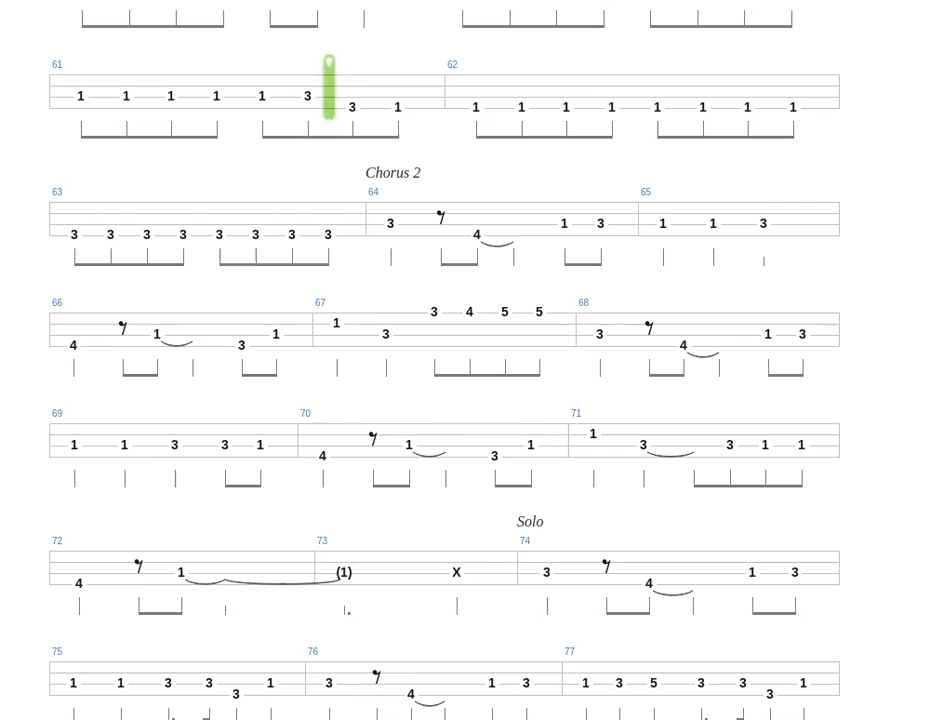 61 62
1 1 1 1 1 3 3 1 1 1 1 1 1 1 1 1
Chorus 2
63 64 65
3 3 3 3 3 3 3 3 3 4 1 3 1 1 3
66 67 68
4 1 3 1 1 3 3 4 5 5 3 4 1 3
69 70 71
1 1 3 3 1 4 1 3 1 1 3 3 1 1
Solo
72 73 74
4 1 (1) X 3 4 1 3
75 76 77
1 1 3 3 3 1 3 4 1 3 1 3 5 3 3 3 1